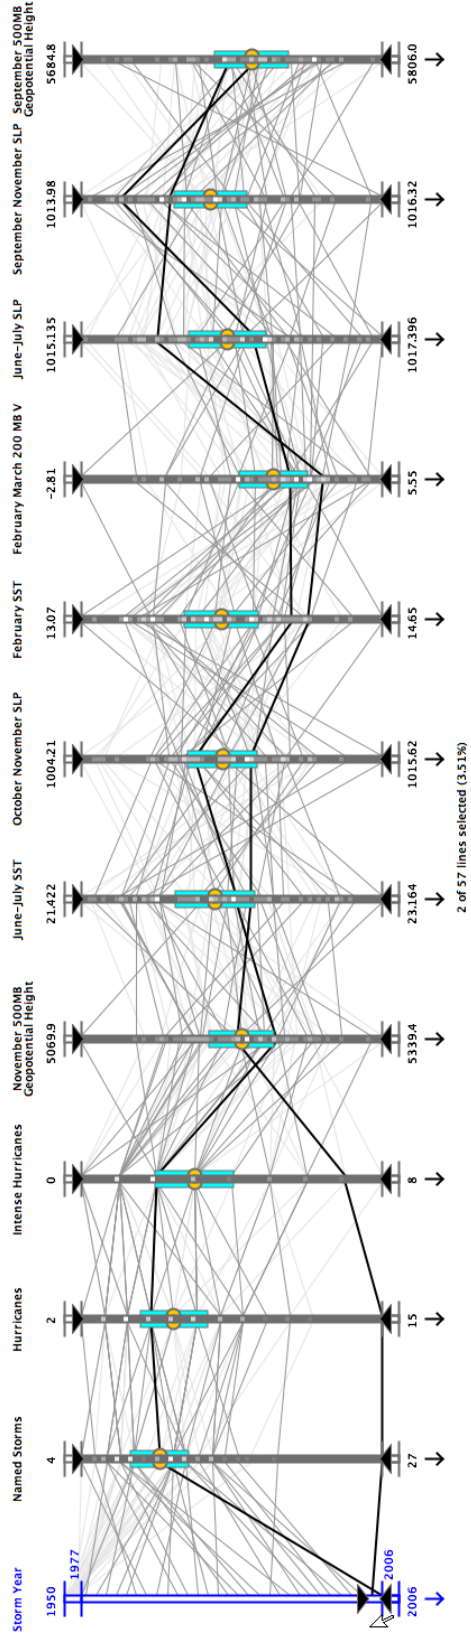 Storm Year
1950
1977
2006
2006
Named Storms
4
27
Hurricanes
2
15
Intense Hurricanes
0
8
November 500MB
Geopotential Height
5069.9
5339.4
June-July SST
21.422
23.164
October November SLP
1004.21
1015.62
February SST
13.07
14.65
February March 200 MB V
-2.81
5.55
June-July SLP
1015.135
1017.396
September November SLP
1013.98
1016.32
September 500MB
Geopotential Height
5684.8
5806.0
2 of 57 lines selected (3.51%)